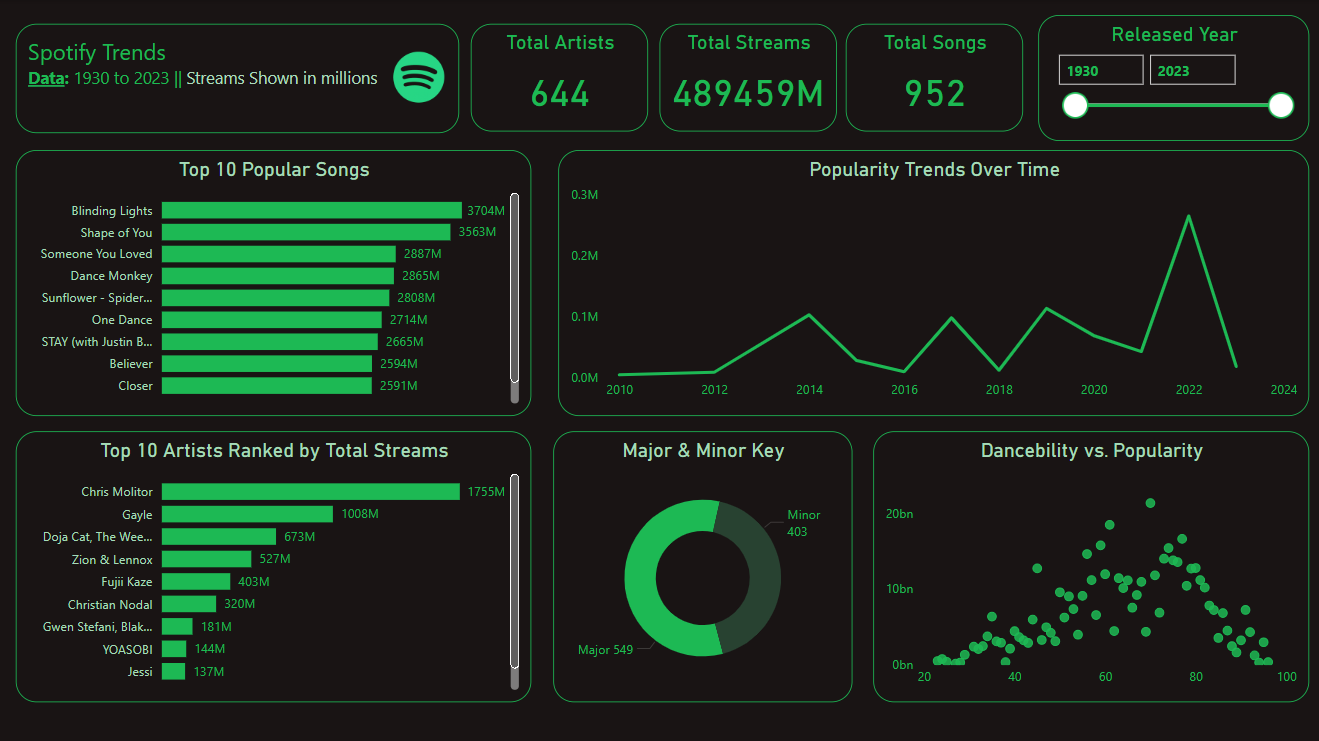 Spotify Trends
Data: 1930 to 2023 || Streams Shown in millions
Total Artists
644
Total Streams
489459M
Total Songs
952
Released Year
1930 2023
Top 10 Popular Songs
Blinding Lights 3704M
Shape of You 3563M
Someone You Loved 2887M
Dance Monkey 2865M
Sunflower - Spider... 2808M
One Dance 2714M
STAY (with Justin B... 2665M
Believer 2594M
Closer 2591M
Popularity Trends Over Time
0.3M
0.2M
0.1M
0.0M
2010 2012 2014 2016 2018 2020 2022 2024
Top 10 Artists Ranked by Total Streams
Chris Molitor 1755M
Gayle 1008M
Doja Cat, The Wee... 673M
Zion & Lennox 527M
Fujii Kaze 403M
Christian Nodal 320M
Gwen Stefani, Blak... 181M
YOASOBI 144M
Jessi 137M
Major & Minor Key
Minor
403
Major 549
Dancebility vs. Popularity
20bn
10bn
0bn
20 40 60 80 100